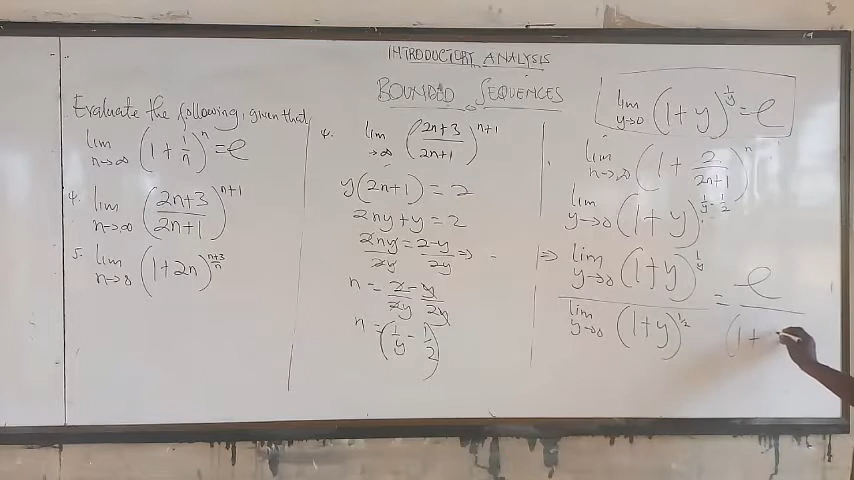 INTRODUCTORY ANALYSIS
BOUNDED SEQUENCES
Evaluate the following, given that
lim n→∞ (1 + 1/n)^n = e
4. lim n→∞ ((2n+3)/(2n+1))^(n+1)
5. lim n→0 (1+2n)^((n+3)/n)
4. lim →∞ ((2n+3)/(2n+1))^(n+1)
y(2n+1) = 2
2ny+y = 2
2ny/2y = (2-y)/2y ⇒
n = 2/2y - y/2y
n = (1/y - 1/2)
lim y→0 (1+y)^(1/y) = e
lim n→∞ (1 + 2/(2n+1))^n
lim y→0 (1+y)^(1/y - 1/2)
⇒ lim y→0 (1+y)^(1/y)
/ lim y→0 (1+y)^(1/2) = e / (1+